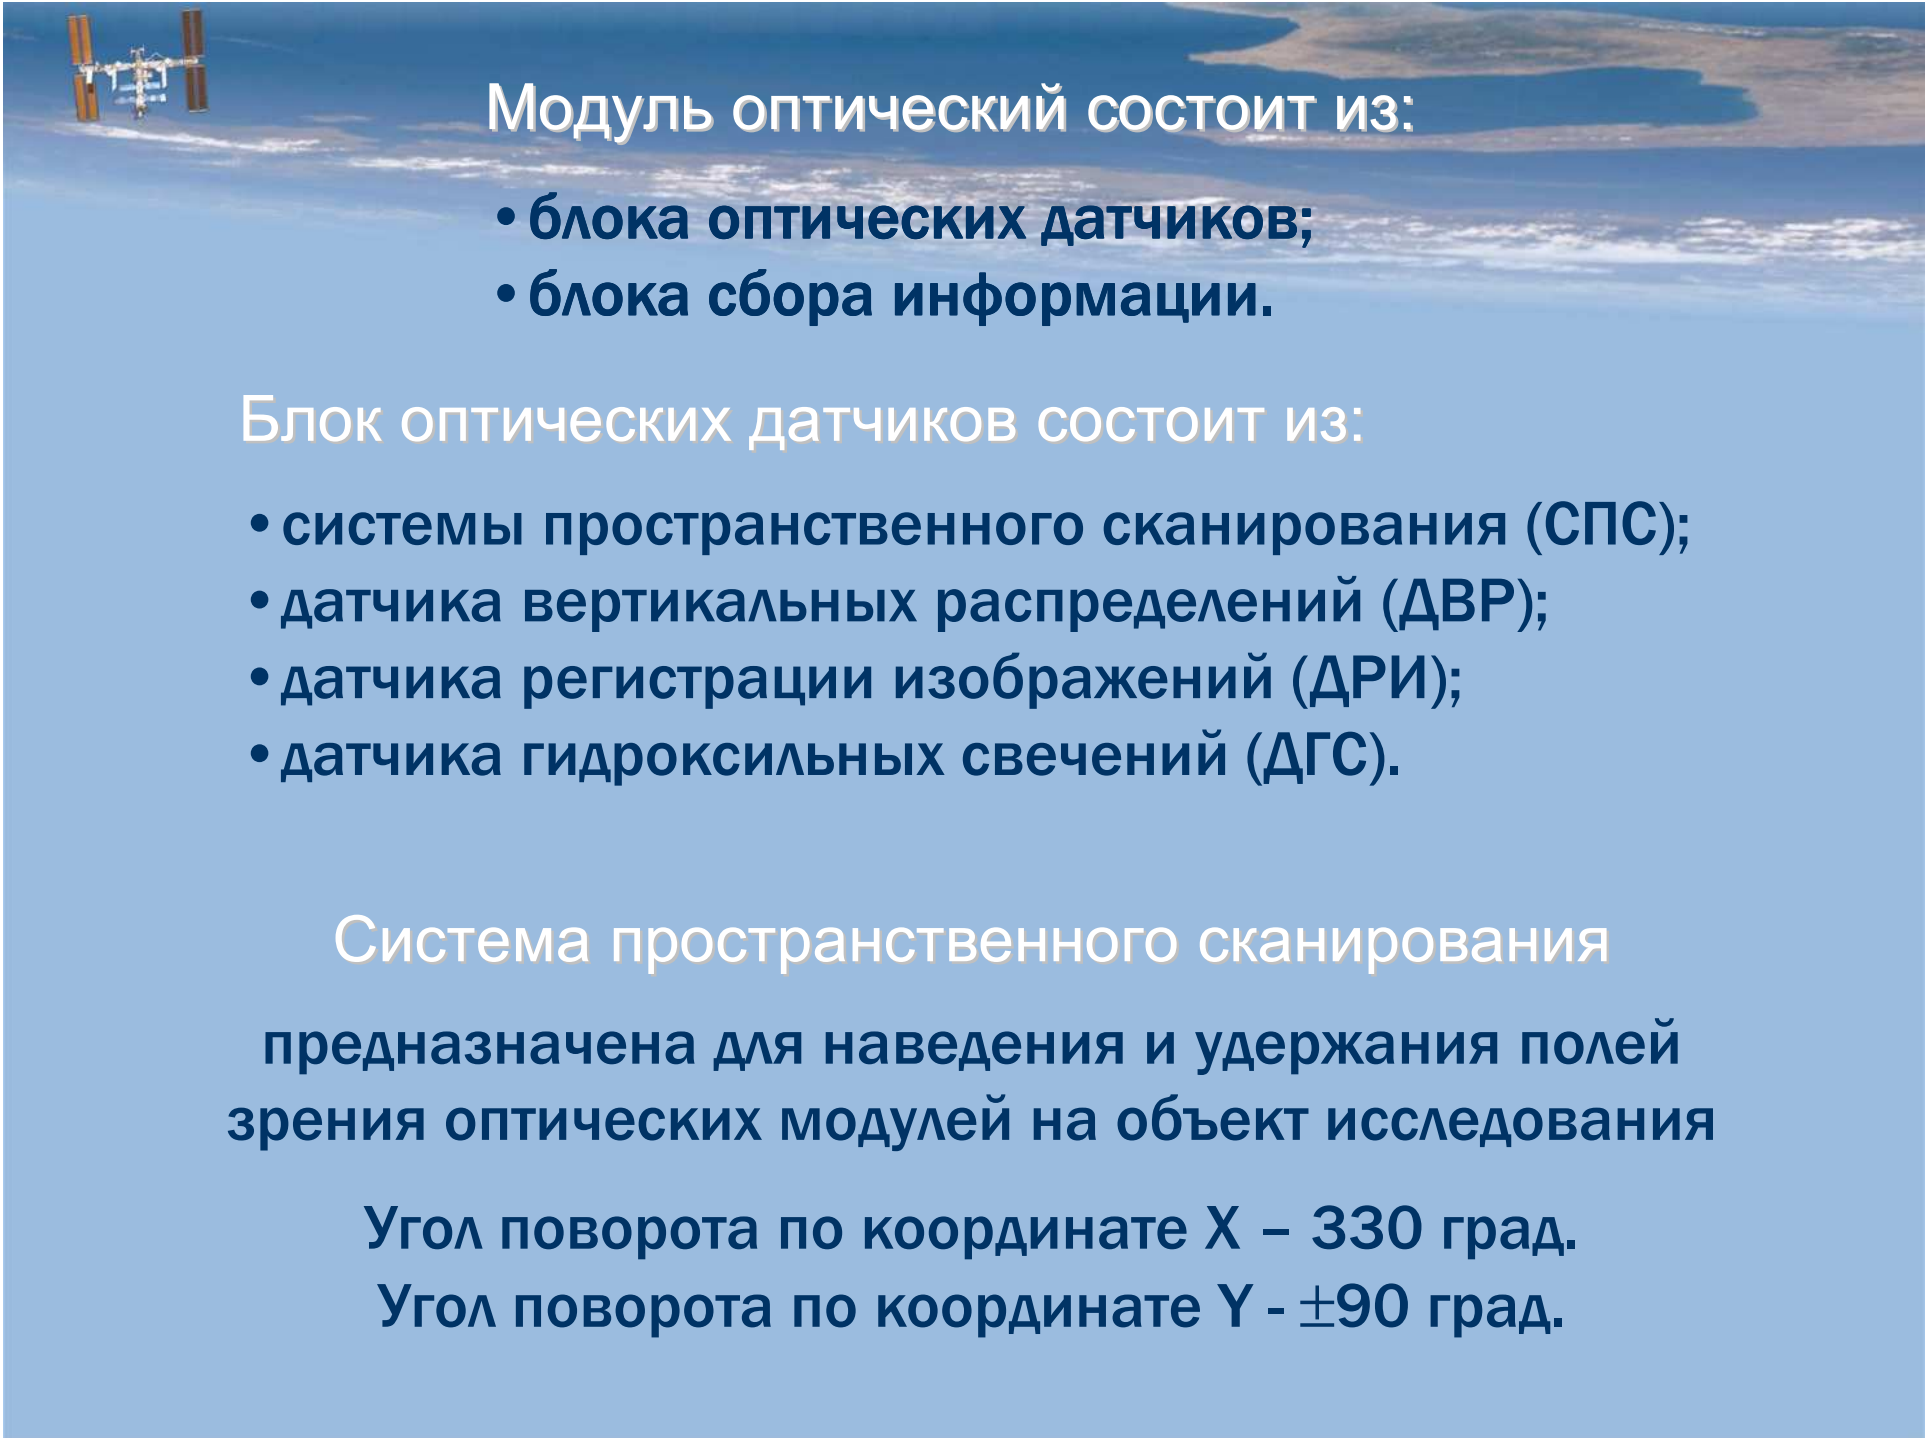 Модуль оптический состоит из:
•блока оптических датчиков;
•блока сбора информации.
Блок оптических датчиков состоит из:
•системы пространственного сканирования (СПС);
•датчика вертикальных распределений (ДВР);
•датчика регистрации изображений (ДРИ);
•датчика гидроксильных свечений (ДГС).
Система пространственного сканирования
предназначена для наведения и удержания полей
зрения оптических модулей на объект исследования
Угол поворота по координате X – 330 град.
Угол поворота по координате Y - ±90 град.